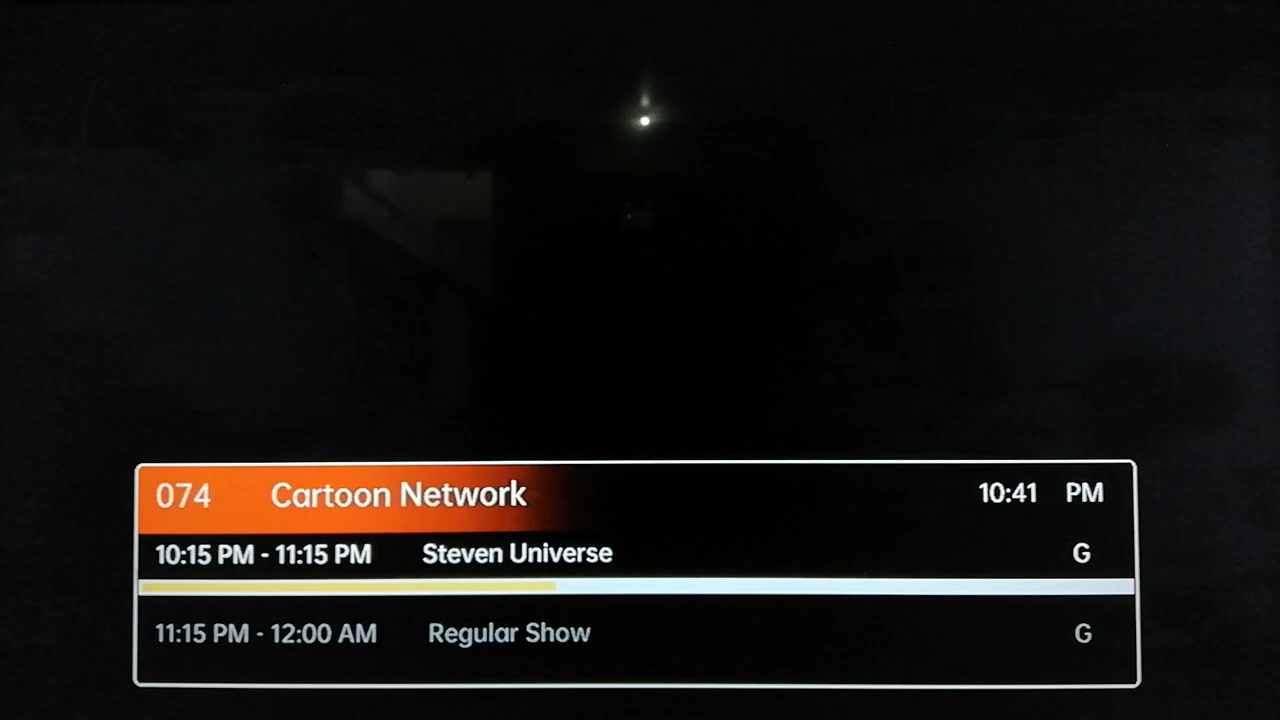 074 Cartoon Network 10:41 PM
10:15 PM - 11:15 PM Steven Universe G
11:15 PM - 12:00 AM Regular Show G